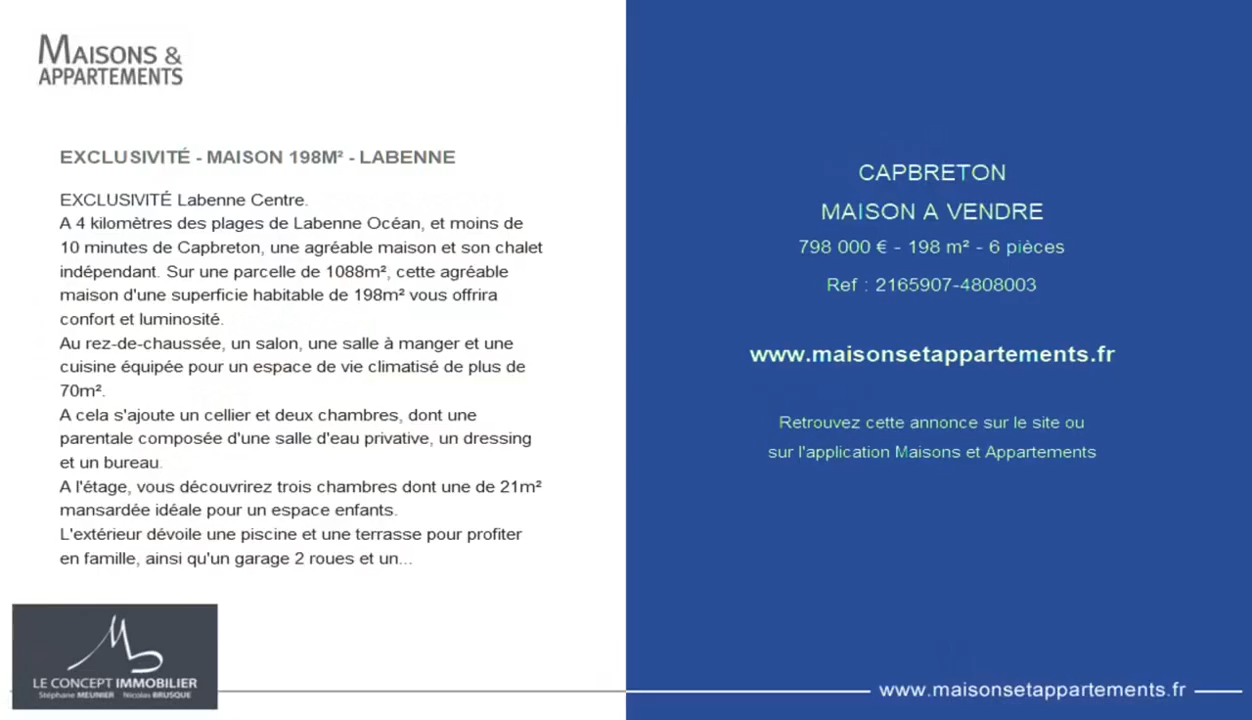 MAISONS &
APPARTEMENTS
EXCLUSIVITÉ - MAISON 198M² - LABENNE
EXCLUSIVITÉ Labenne Centre.
A 4 kilomètres des plages de Labenne Océan, et moins de
10 minutes de Capbreton, une agréable maison et son chalet
indépendant. Sur une parcelle de 1088m², cette agréable
maison d'une superficie habitable de 198m² vous offrira
confort et luminosité.
Au rez-de-chaussée, un salon, une salle à manger et une
cuisine équipée pour un espace de vie climatisé de plus de
70m².
A cela s'ajoute un cellier et deux chambres, dont une
parentale composée d'une salle d'eau privative, un dressing
et un bureau.
A l'étage, vous découvrirez trois chambres dont une de 21m²
mansardée idéale pour un espace enfants.
L'extérieur dévoile une piscine et une terrasse pour profiter
en famille, ainsi qu'un garage 2 roues et un...
LE CONCEPT IMMOBILIER
Stéphane MEUNIER Nicolas BRUSQUE
CAPBRETON
MAISON A VENDRE
798 000 € - 198 m² - 6 pièces
Ref : 2165907-4808003
www.maisonsetappartements.fr
Retrouvez cette annonce sur le site ou
sur l'application Maisons et Appartements
www.maisonsetappartements.fr